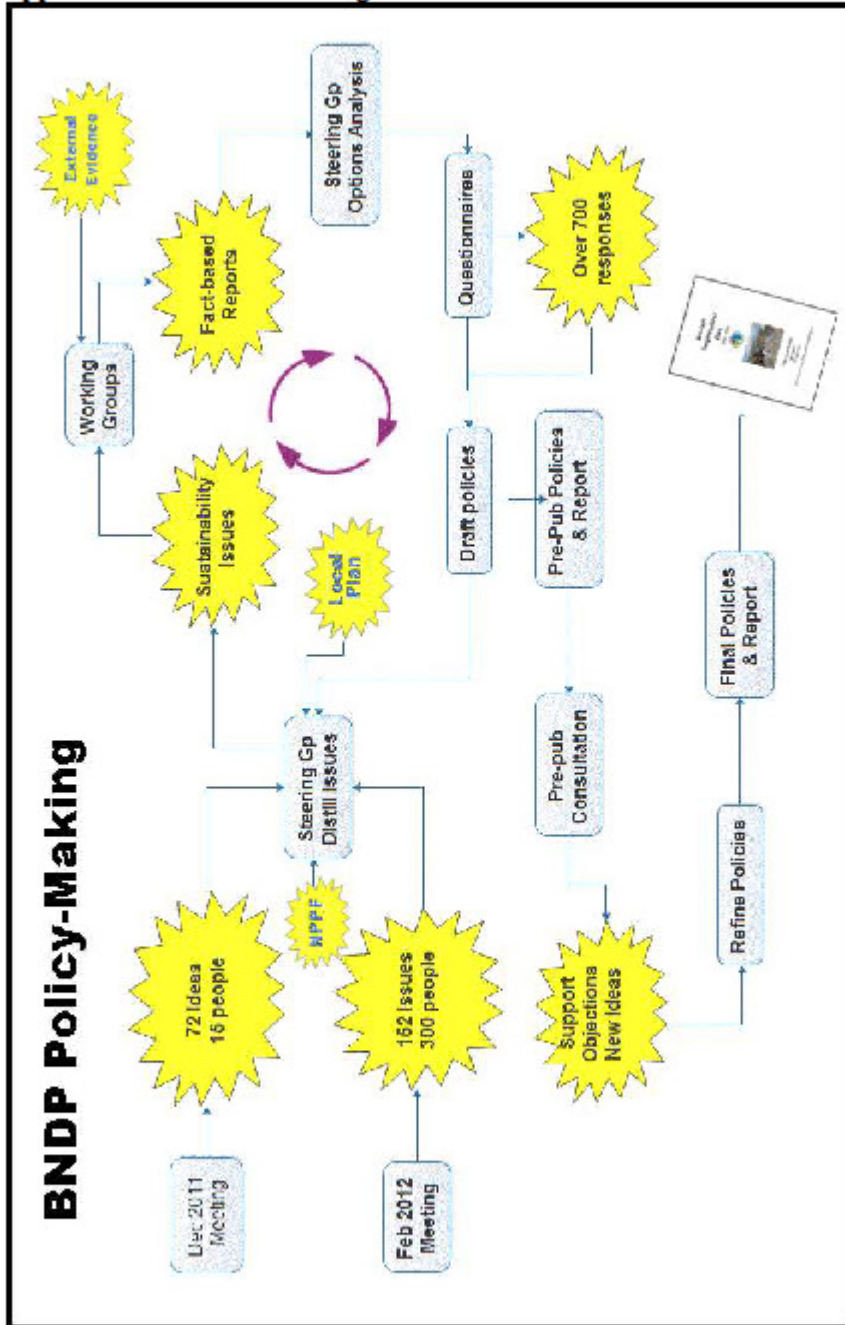 BNDP Policy-Making
Dec 2011
Meeting
72 Ideas
16 people
Feb 2012
Meeting
162 Issues
300 people
NPPF
Steering Gp
Distill Issues
Local
Plan
Sustainability
Issues
Working
Groups
External
Evidence
Fact-based
Reports
Steering Gp
Options Analysis
Questionnaires
Over 700
responses
Draft policies
Pre-Pub Policies
& Report
Pre-pub
Consultation
Support
Objections
New Ideas
Refine Policies
Final Policies
& Report